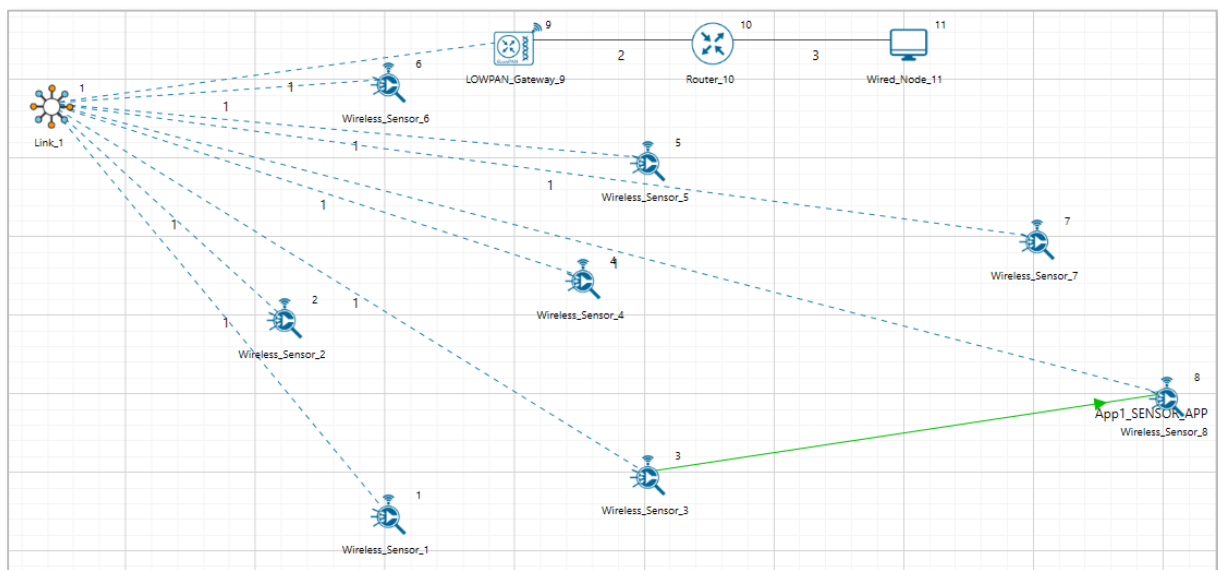 9
10
11
6
2
3
LOWPAN_Gateway_9
Router_10
Wired_Node_11
1
1
1
Wireless_Sensor_6
Link_1
1
5
1
Wireless_Sensor_5
1
7
1
4
1
Wireless_Sensor_7
2
1
Wireless_Sensor_4
1
Wireless_Sensor_2
8
App1_SENSOR_APP
Wireless_Sensor_8
3
1
Wireless_Sensor_3
Wireless_Sensor_1